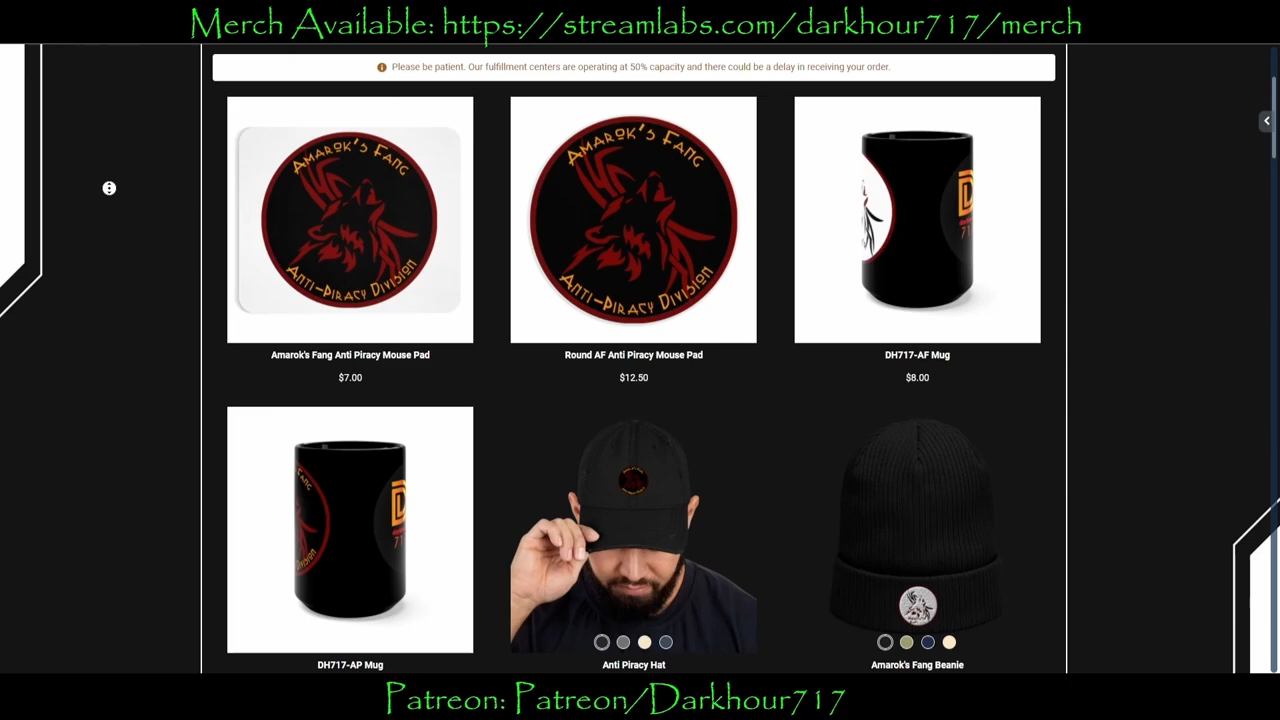 Merch Available: https://streamlabs.com/darkhour717/merch
Please be patient. Our fulfillment centers are operating at 50% capacity and there could be a delay in receiving your order.
AMAROK'S FANG
ANTI-PIRACY DIVISION
AMAROK'S FANG
ANTI-PIRACY DIVISION
Amarok's Fang Anti Piracy Mouse Pad
Round AF Anti Piracy Mouse Pad
DH717-AF Mug
$7.00
$12.50
$8.00
FANG
DIVISION
DH717-AP Mug
Anti Piracy Hat
Amarok's Fang Beanie
Patreon: Patreon/Darkhour717